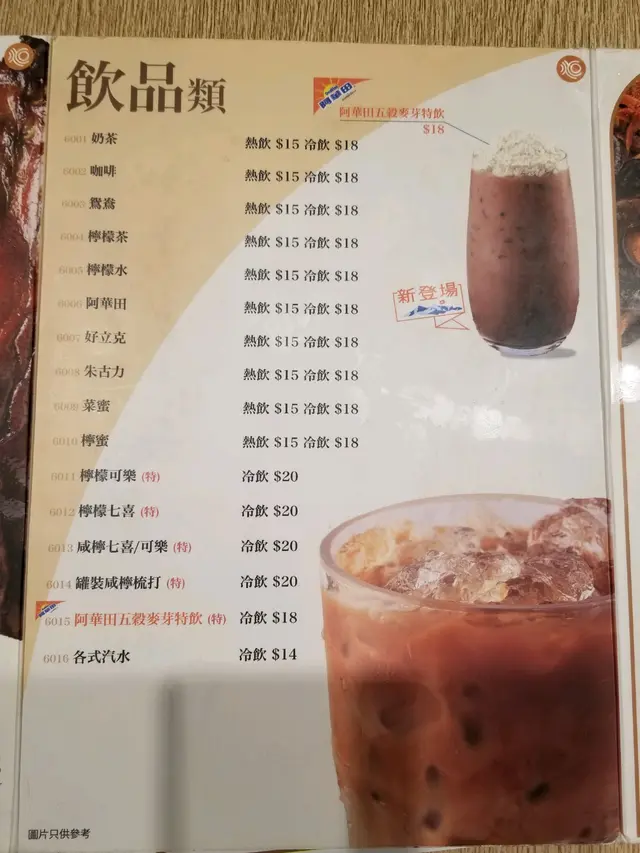 飲品類
阿華田
阿華田五穀麥芽特飲
$18
新登場
6001 奶茶 熱飲 $15 冷飲 $18
6002 咖啡 熱飲 $15 冷飲 $18
6003 鴛鴦 熱飲 $15 冷飲 $18
6004 檸檬茶 熱飲 $15 冷飲 $18
6005 檸檬水 熱飲 $15 冷飲 $18
6006 阿華田 熱飲 $15 冷飲 $18
6007 好立克 熱飲 $15 冷飲 $18
6008 朱古力 熱飲 $15 冷飲 $18
6009 菜蜜 熱飲 $15 冷飲 $18
6010 檸蜜 熱飲 $15 冷飲 $18
6011 檸檬可樂 (特) 冷飲 $20
6012 檸檬七喜 (特) 冷飲 $20
6013 咸檸七喜/可樂 (特) 冷飲 $20
6014 罐裝咸檸梳打 (特) 冷飲 $20
6015 阿華田五穀麥芽特飲 (特) 冷飲 $18
6016 各式汽水 冷飲 $14
圖片只供參考